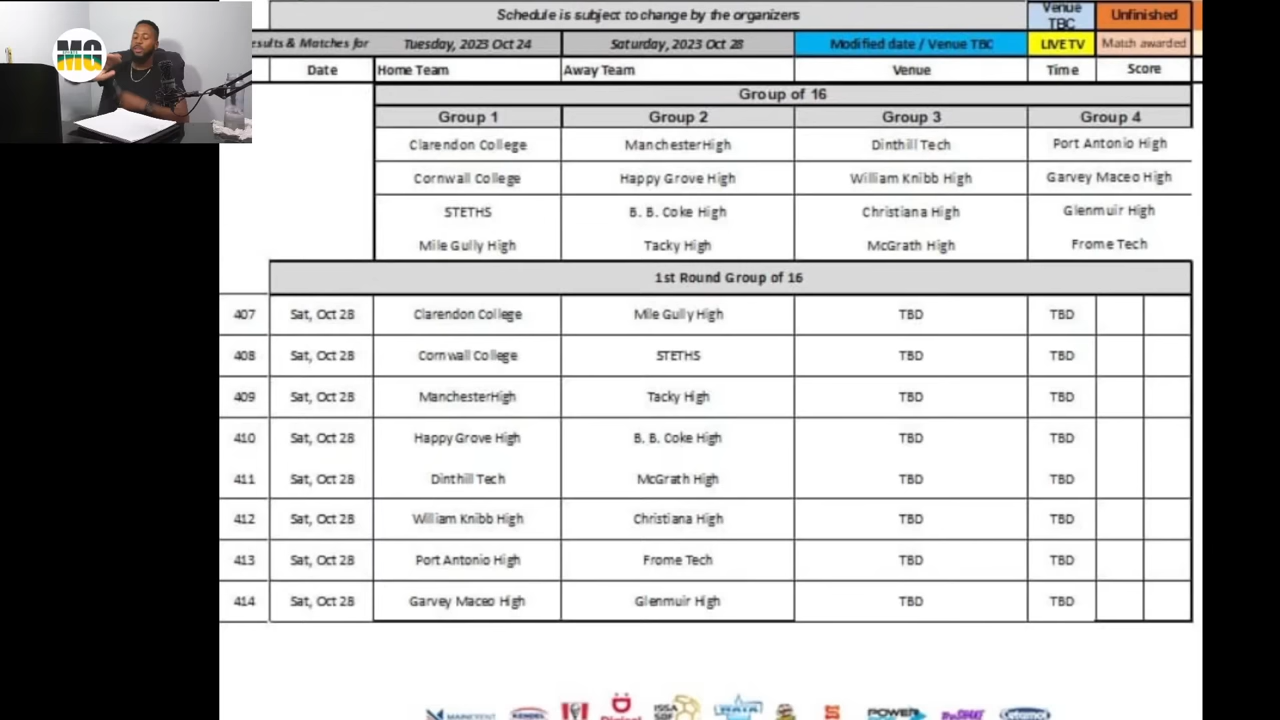 Schedule is subject to change by the organizers Venue TBC Unfinished
esults & Matches for Tuesday, 2023 Oct 24 Saturday, 2023 Oct 28 Modified date / Venue TBC LIVE TV Match awarded
Date Home Team Away Team Venue Time Score
Group of 16
Group 1 Group 2 Group 3 Group 4
Clarendon College ManchesterHigh Dinthill Tech Port Antonio High
Cornwall College Happy Grove High William Knibb High Garvey Maceo High
STETHS B. B. Coke High Christiana High Glenmuir High
Mile Gully High Tacky High McGrath High Frome Tech
1st Round Group of 16
407 Sat, Oct 28 Clarendon College Mile Gully High TBD TBD
408 Sat, Oct 28 Cornwall College STETHS TBD TBD
409 Sat, Oct 28 ManchesterHigh Tacky High TBD TBD
410 Sat, Oct 28 Happy Grove High B. B. Coke High TBD TBD
411 Sat, Oct 28 Dinthill Tech McGrath High TBD TBD
412 Sat, Oct 28 William Knibb High Christiana High TBD TBD
413 Sat, Oct 28 Port Antonio High Frome Tech TBD TBD
414 Sat, Oct 28 Garvey Maceo High Glenmuir High TBD TBD
MG
KFC Digicel ISSA POWER Cetamol